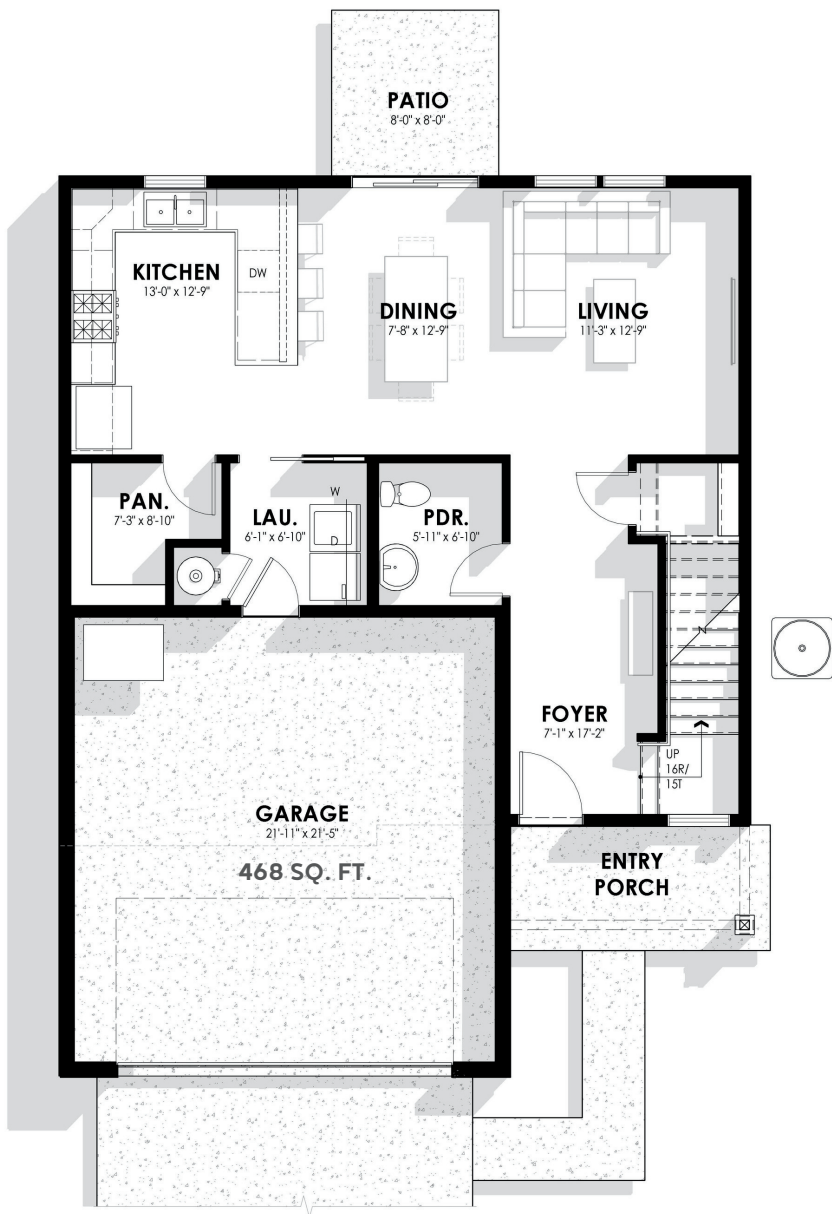 PATIO
8'-0" x 8'-0"
KITCHEN
13'-0" x 12'-9"
DW
DINING
7'-8" x 12'-9"
LIVING
11'-3" x 12'-9"
PAN.
7'-3" x 8'-10"
LAU.
6'-1" x 6'-10"
W
PDR.
5'-11" x 6'-10"
FOYER
7'-1" x 17'-2"
UP
16R/
15T
GARAGE
21'-11" x 21'-5"
468 SQ. FT.
ENTRY
PORCH